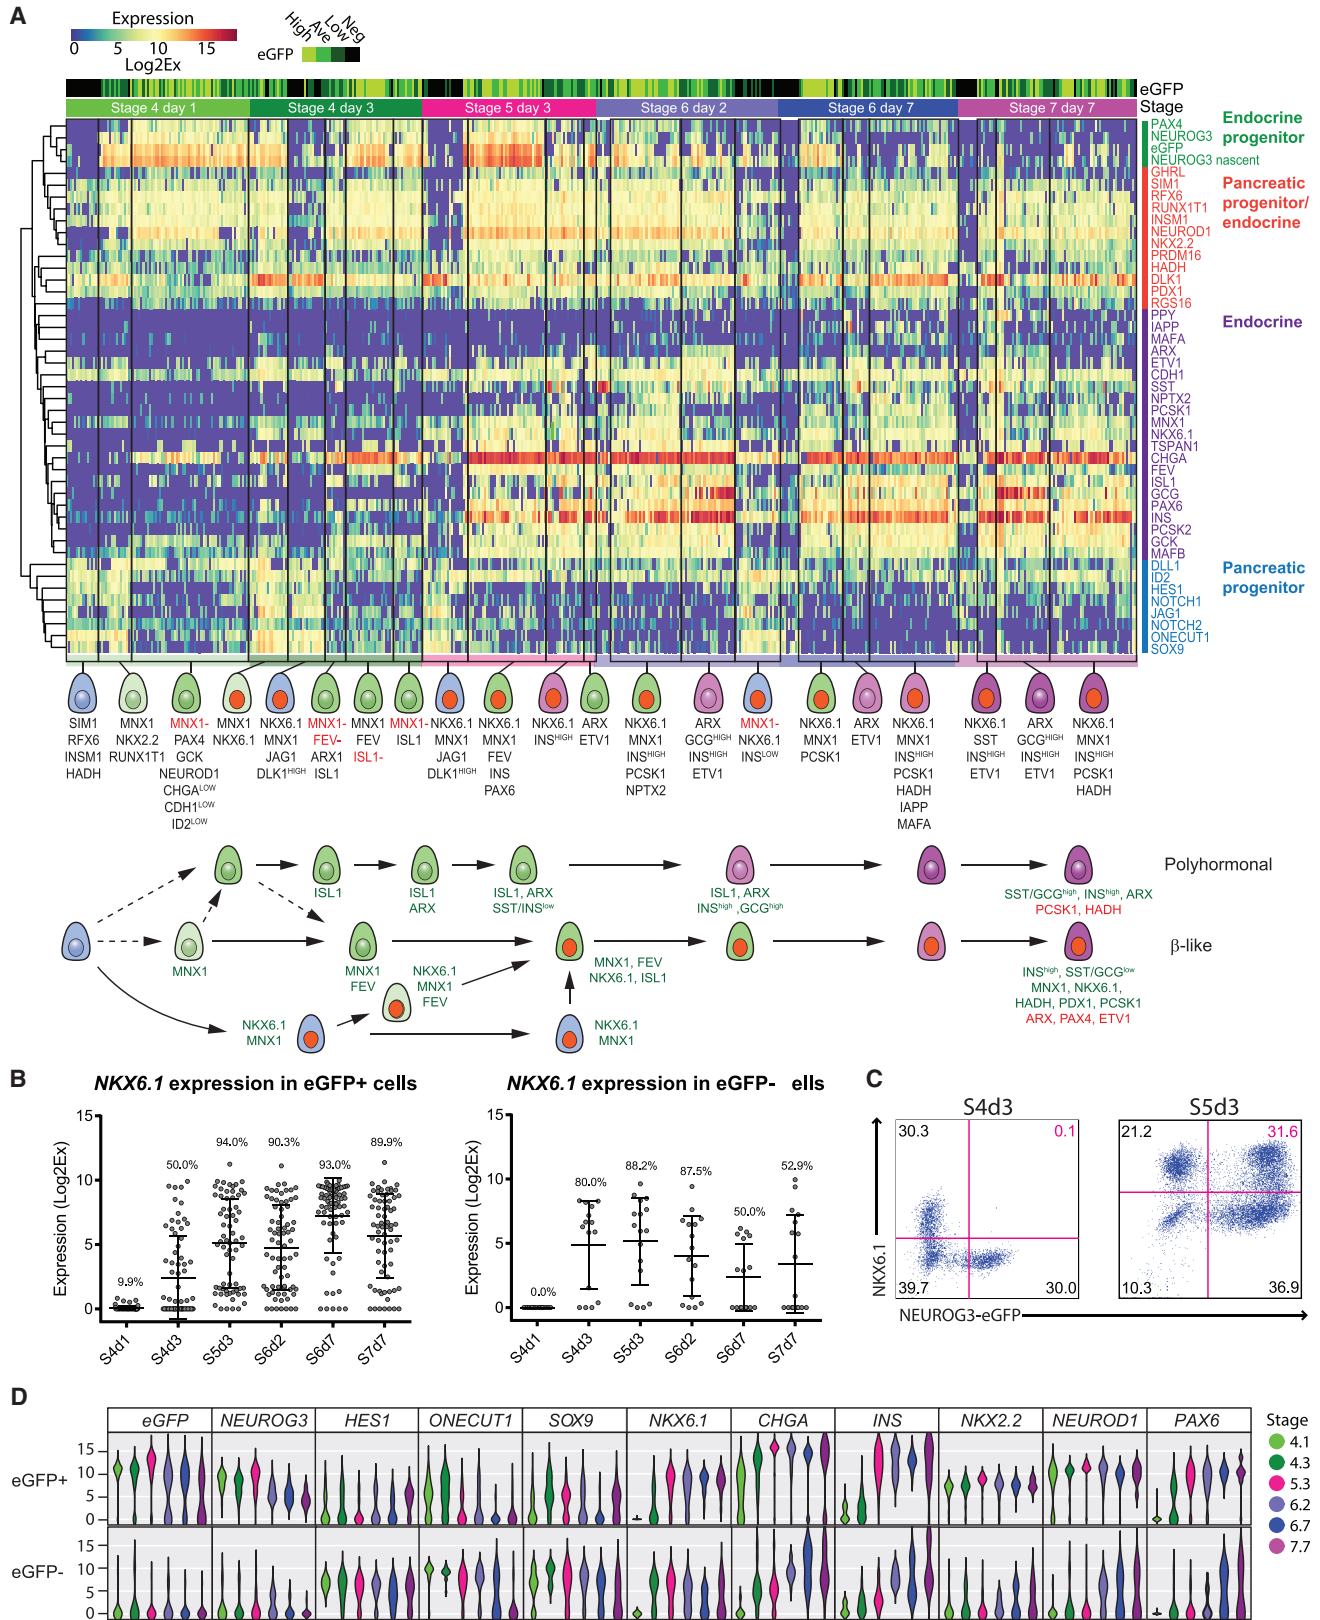 A
Expression
0 5 10 15
Log2Ex
High Ave Low Neg
eGFP
eGFP
Stage
Stage 4 day 1
Stage 4 day 3
Stage 5 day 3
Stage 6 day 2
Stage 6 day 7
Stage 7 day 7
PAX4
NEUROG3
eGFP
NEUROG3 nascent
GHRL
SIM1
RFX6
RUNX1T1
INSM1
NEUROD1
NKX2.2
PRDM16
HADH
DLK1
PDX1
RGS16
PPY
IAPP
MAFA
ARX
ETV1
CDH1
SST
NPTX2
PCSK1
MNX1
NKX6.1
TSPAN1
CHGA
FEV
ISL1
GCG
PAX6
INS
PCSK2
GCK
MAFB
DLL1
ID2
HES1
NOTCH1
JAG1
NOTCH2
ONECUT1
SOX9
Endocrine
progenitor
Pancreatic
progenitor/
endocrine
Endocrine
Pancreatic
progenitor
SIM1
RFX6
INSM1
HADH
MNX1
NKX2.2
RUNX1T1
MNX1-
PAX4
GCK
NEUROD1
CHGALOW
CDH1LOW
ID2LOW
MNX1
NKX6.1
NKX6.1
MNX1
JAG1
DLK1HIGH
MNX1-
FEV-
ARX1
ISL1
MNX1
FEV
ISL1-
MNX1-
ISL1
NKX6.1
MNX1
JAG1
DLK1HIGH
NKX6.1
MNX1
FEV
INS
PAX6
NKX6.1
INSHIGH
ARX
ETV1
NKX6.1
MNX1
INSHIGH
PCSK1
NPTX2
ARX
GCGHIGH
INSHIGH
ETV1
MNX1-
NKX6.1
INSLOW
NKX6.1
MNX1
PCSK1
ARX
ETV1
NKX6.1
MNX1
INSHIGH
PCSK1
HADH
IAPP
MAFA
NKX6.1
SST
INSHIGH
ETV1
ARX
GCGHIGH
INSHIGH
ETV1
NKX6.1
MNX1
INSHIGH
PCSK1
HADH
Polyhormonal
ISL1
ISL1
ARX
ISL1, ARX
SST/INSlow
ISL1, ARX
INShigh ,GCGhigh
SST/GCGhigh, INShigh, ARX
PCSK1, HADH
β-like
MNX1
MNX1
FEV
NKX6.1
MNX1
FEV
MNX1, FEV
NKX6.1, ISL1
INShigh, SST/GCGlow
MNX1, NKX6.1,
HADH, PDX1, PCSK1
ARX, PAX4, ETV1
NKX6.1
MNX1
NKX6.1
MNX1
B
NKX6.1 expression in eGFP+ cells
Expression (Log2Ex)
15
10
5
0
9.9%
50.0%
94.0%
90.3%
93.0%
89.9%
S4d1 S4d3 S5d3 S6d2 S6d7 S7d7
NKX6.1 expression in eGFP- ells
Expression (Log2Ex)
15
10
5
0
0.0%
80.0%
88.2%
87.5%
50.0%
52.9%
S4d1 S4d3 S5d3 S6d2 S6d7 S7d7
C
S4d3
S5d3
30.3 0.1
39.7 30.0
21.2 31.6
10.3 36.9
NKX6.1
NEUROG3-eGFP
D
eGFP NEUROG3 HES1 ONECUT1 SOX9 NKX6.1 CHGA INS NKX2.2 NEUROD1 PAX6
eGFP+
15
10
5
0
eGFP-
15
10
5
0
Stage
4.1
4.3
5.3
6.2
6.7
7.7